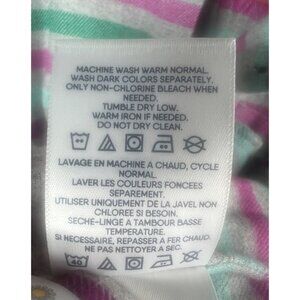 MACHINE WASH WARM NORMAL.
WASH DARK COLORS SEPARATELY.
ONLY NON-CHLORINE BLEACH WHEN
NEEDED.
TUMBLE DRY LOW.
WARM IRON IF NEEDED.
DO NOT DRY CLEAN.
LAVAGE EN MACHINE A CHAUD, CYCLE
NORMAL.
LAVER LES COULEURS FONCEES
SEPAREMENT.
UTILISER UNIQUEMENT DE LA JAVEL NON
CHLOREE SI BESOIN.
SECHE-LINGE A TAMBOUR BASSE
TEMPERATURE.
SI NECESSAIRE, REPASSER A FER CHAUD.
NE PAS NETTOYER A SEC.
40